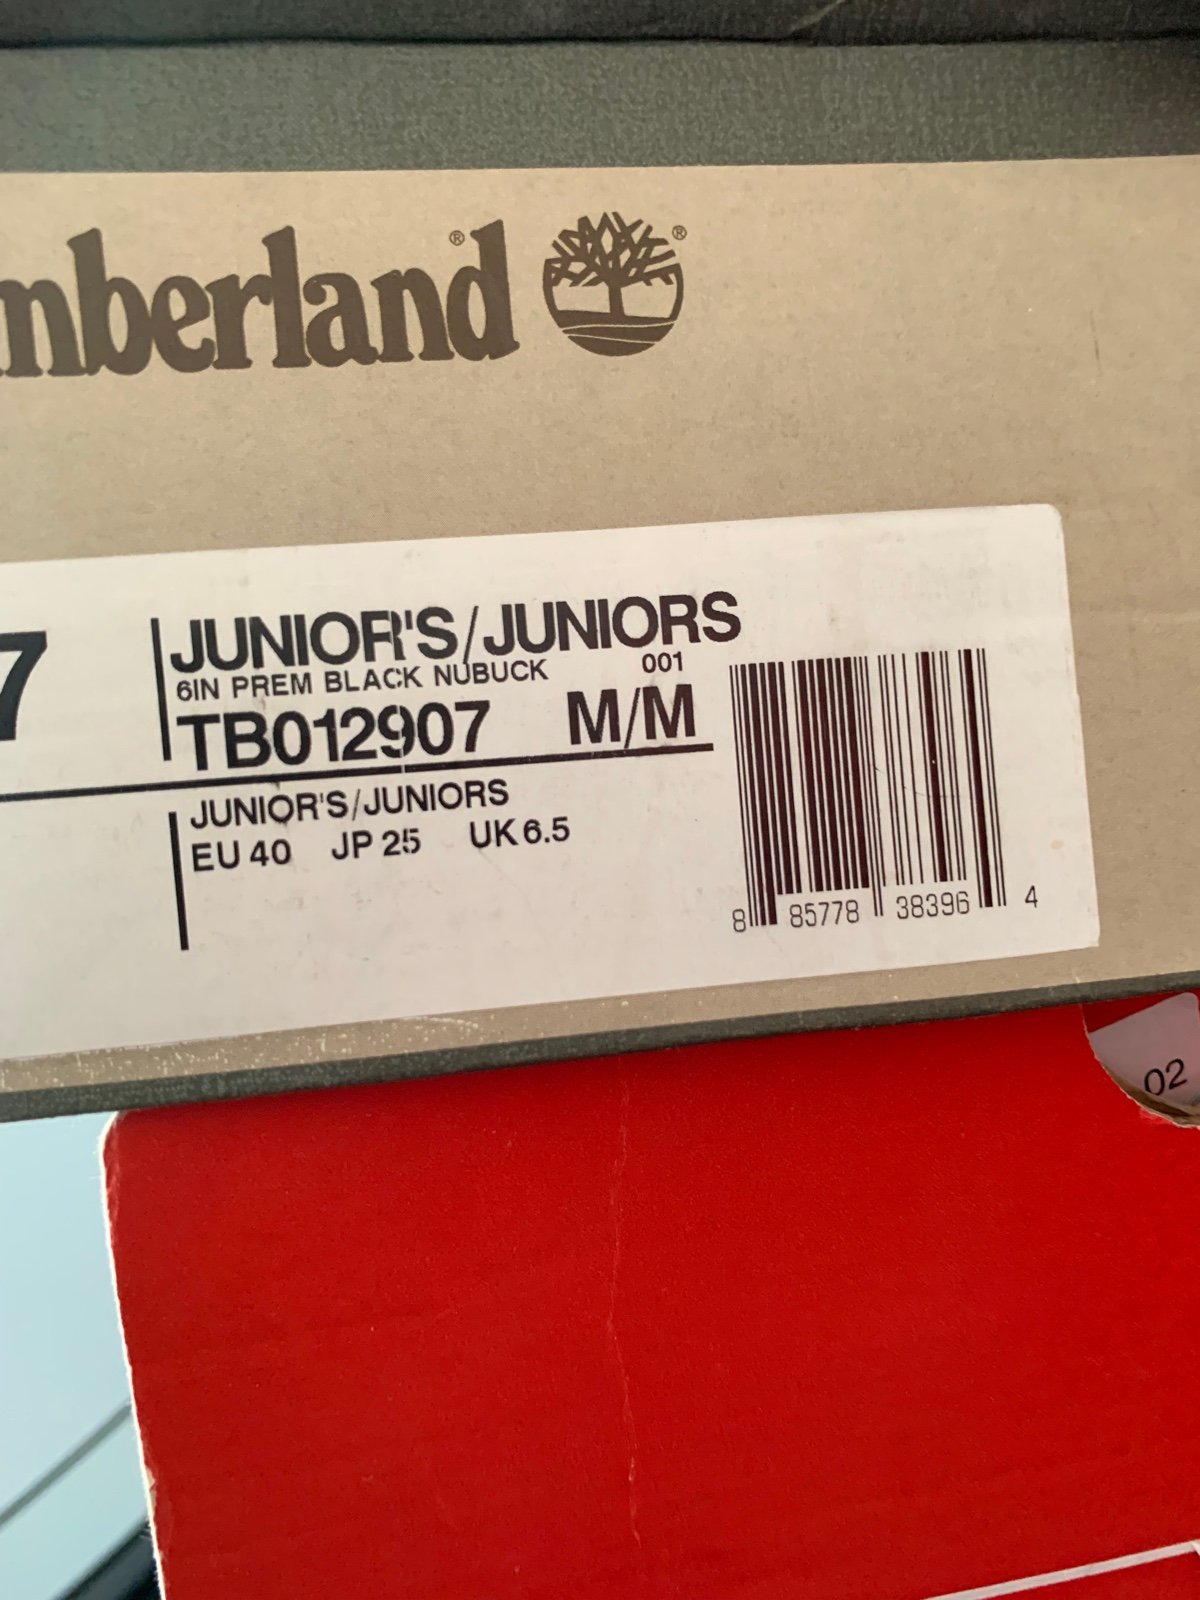 mberland® ®
7
JUNIOR'S/JUNIORS
6IN PREM BLACK NUBUCK 001
TB012907 M/M
JUNIOR'S/JUNIORS
EU 40 JP 25 UK 6.5
8 85778 38396 4
02